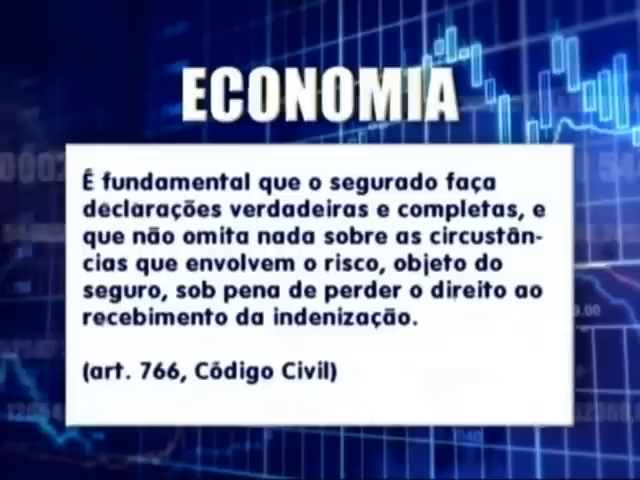 ECONOMIA
É fundamental que o segurado faça
declarações verdadeiras e completas, e
que não omita nada sobre as circustân-
cias que envolvem o risco, objeto do
seguro, sob pena de perder o direito ao
recebimento da indenização.
(art. 766, Código Civil)